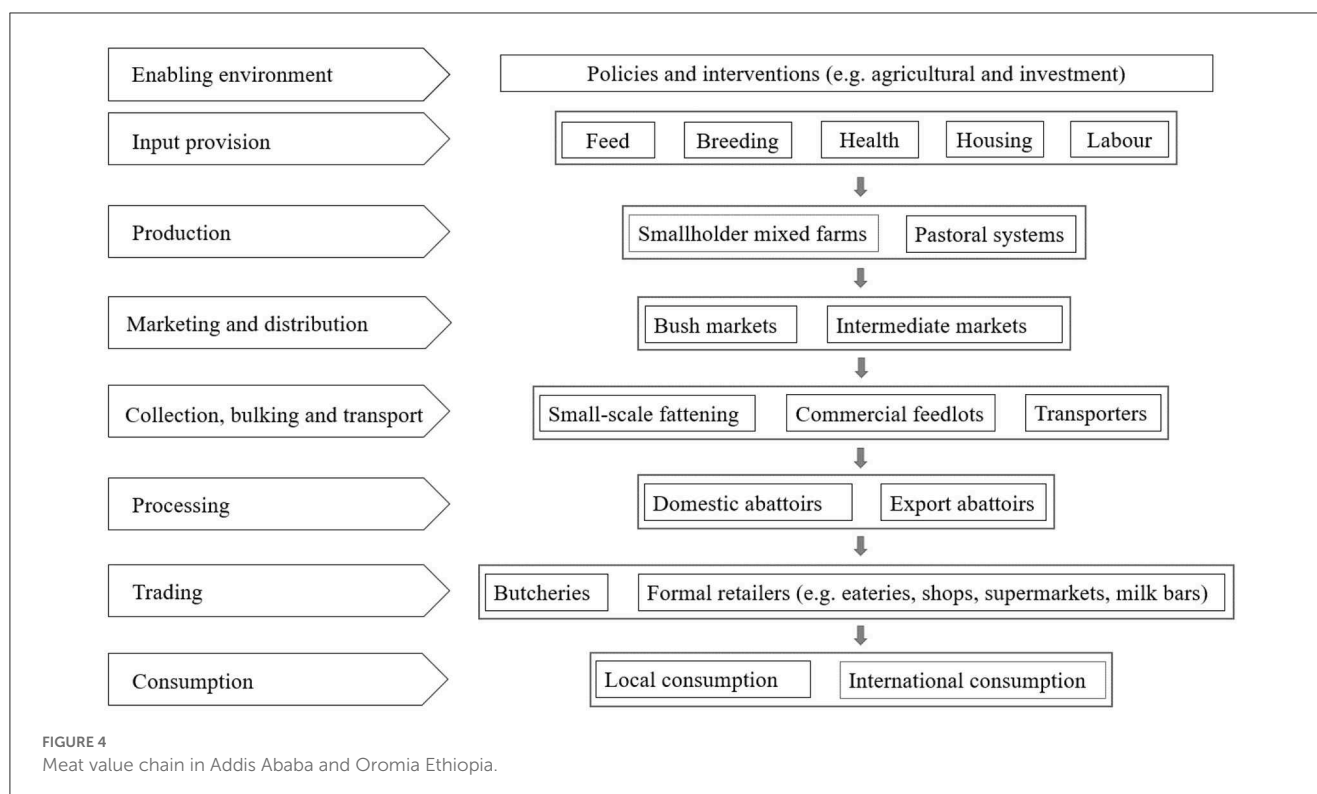 Enabling environment
Policies and interventions (e.g. agricultural and investment)
Input provision
Feed Breeding Health Housing Labour
Production
Smallholder mixed farms Pastoral systems
Marketing and distribution
Bush markets Intermediate markets
Collection, bulking and transport
Small-scale fattening Commercial feedlots Transporters
Processing
Domestic abattoirs Export abattoirs
Trading
Butcheries Formal retailers (e.g. eateries, shops, supermarkets, milk bars)
Consumption
Local consumption International consumption
FIGURE 4
Meat value chain in Addis Ababa and Oromia Ethiopia.